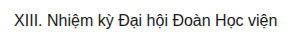 XIII. Nhiệm kỳ Đại hội Đoàn Học viện